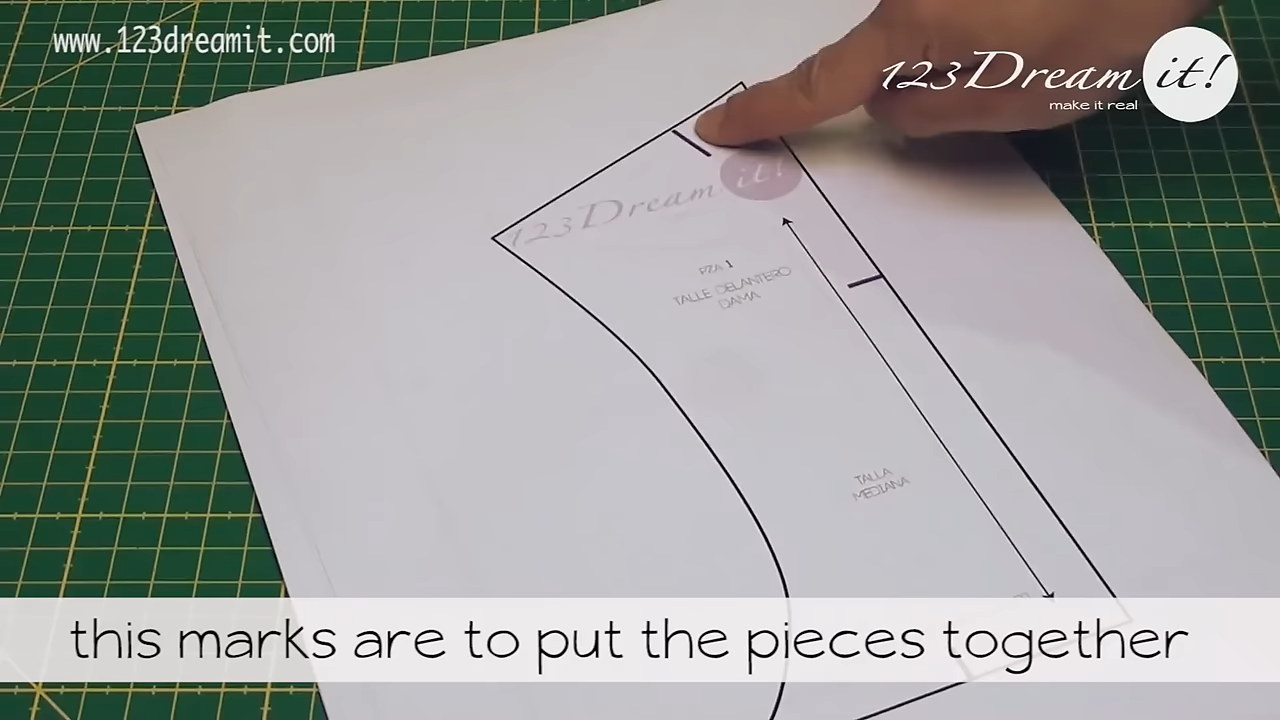 www.123dreamit.com
123Dream it!
make it real
123Dream it!
PZA 1
TALLE DELANTERO
DAMA
TALLA
MEDIANA
this marks are to put the pieces together